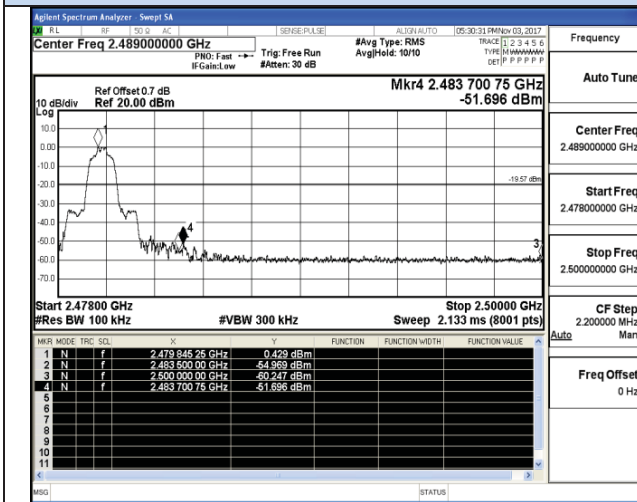 Agilent Spectrum Analyzer - Swept SA
RL RF 50 Ω AC SENSE:PULSE ALIGN AUTO 05:30:31 PM Nov 03, 2017
Center Freq 2.489000000 GHz #Avg Type: RMS TRACE 1 2 3 4 5 6
PNO: Fast Trig: Free Run Avg|Hold: 10/10 TYPE M WWWWW
IFGain:Low #Atten: 30 dB DET P P P P P P
Frequency
Auto Tune
Ref Offset 0.7 dB Mkr4 2.483 700 75 GHz
10 dB/div Ref 20.00 dBm -51.696 dBm
Log
10.0
0.00
-10.0
-20.0
-30.0
-40.0
-50.0
-60.0
-70.0
1
-19.57 dBm
4
3
Start 2.47800 GHz Stop 2.50000 GHz
#Res BW 100 kHz #VBW 300 kHz Sweep 2.133 ms (8001 pts)
MKR MODE TRC SCL X Y FUNCTION FUNCTION WIDTH FUNCTION VALUE
1 N f 2.479 845 25 GHz 0.429 dBm
2 N f 2.483 500 00 GHz -54.969 dBm
3 N f 2.500 000 00 GHz -60.247 dBm
4 N f 2.483 700 75 GHz -51.696 dBm
5
6
7
8
9
10
11
Center Freq
2.489000000 GHz
Start Freq
2.478000000 GHz
Stop Freq
2.500000000 GHz
CF Step
2.200000 MHz
Auto Man
Freq Offset
0 Hz
MSG STATUS